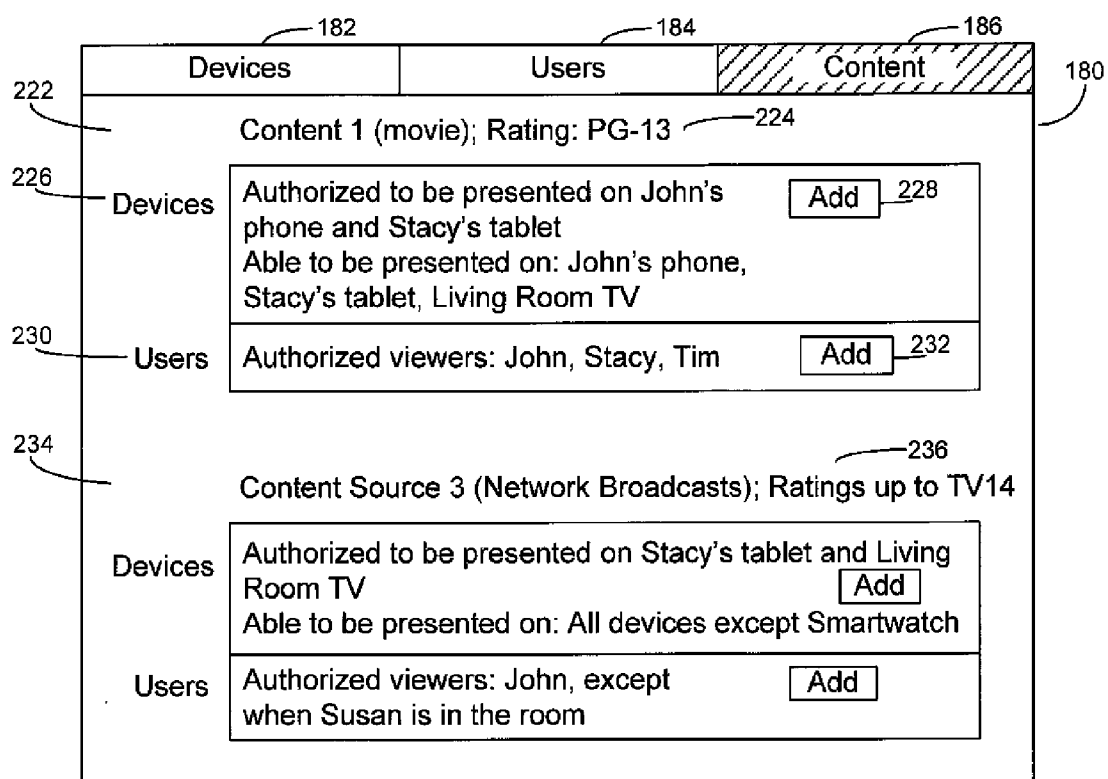 182
184
186
Devices
Users
Content
180
222
Content 1 (movie); Rating: PG-13
224
226
Devices
Authorized to be presented on John's
phone and Stacy's tablet
Add
228
Able to be presented on: John's phone,
Stacy's tablet, Living Room TV
230
Users
Authorized viewers: John, Stacy, Tim
Add
232
234
236
Content Source 3 (Network Broadcasts); Ratings up to TV14
Devices
Authorized to be presented on Stacy's tablet and Living
Room TV
Add
Able to be presented on: All devices except Smartwatch
Users
Authorized viewers: John, except
when Susan is in the room
Add